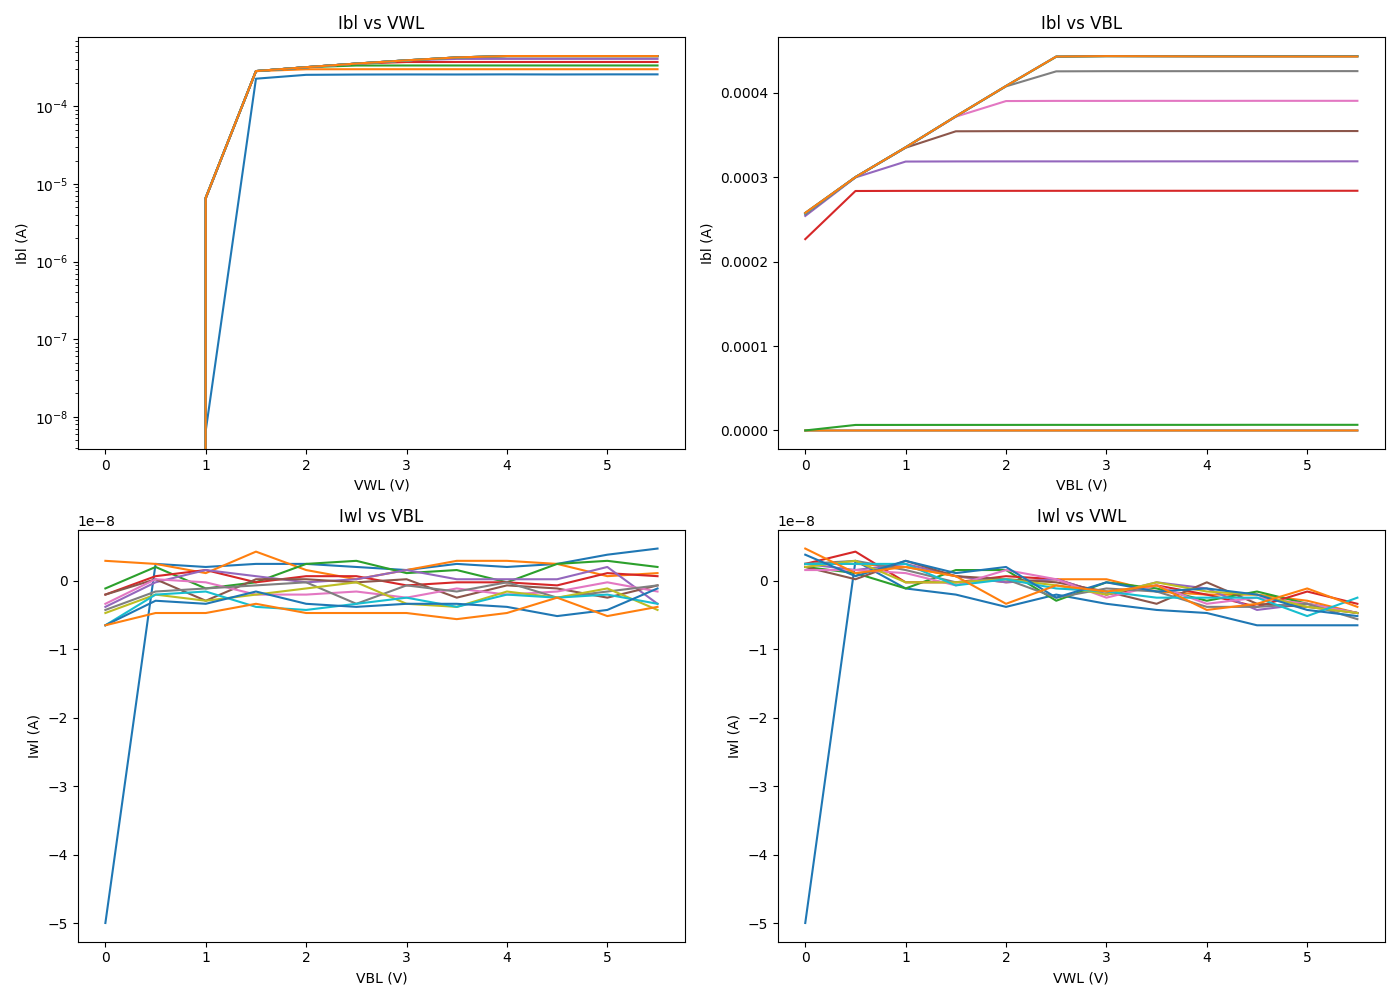 Ibl vs VWL
Ibl (A)
10⁻⁴
10⁻⁵
10⁻⁶
10⁻⁷
10⁻⁸
0 1 2 3 4 5
VWL (V)
Ibl vs VBL
Ibl (A)
0.0004
0.0003
0.0002
0.0001
0.0000
0 1 2 3 4 5
VBL (V)
Iwl vs VBL
1e−8
Iwl (A)
0
−1
−2
−3
−4
−5
0 1 2 3 4 5
VBL (V)
Iwl vs VWL
1e−8
Iwl (A)
0
−1
−2
−3
−4
−5
0 1 2 3 4 5
VWL (V)